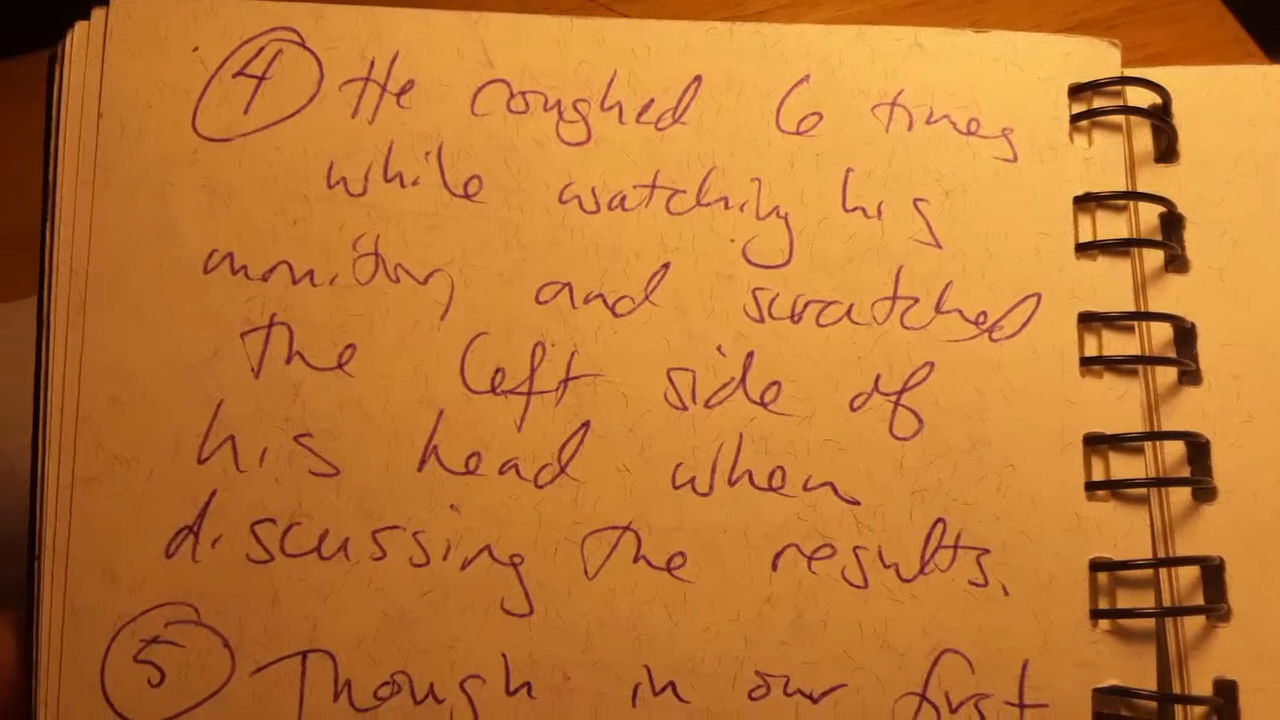 ④ He coughed 6 times
while watching his
monitor, and scratched
the left side of
his head when
discussing the results.
⑤ Though in our first